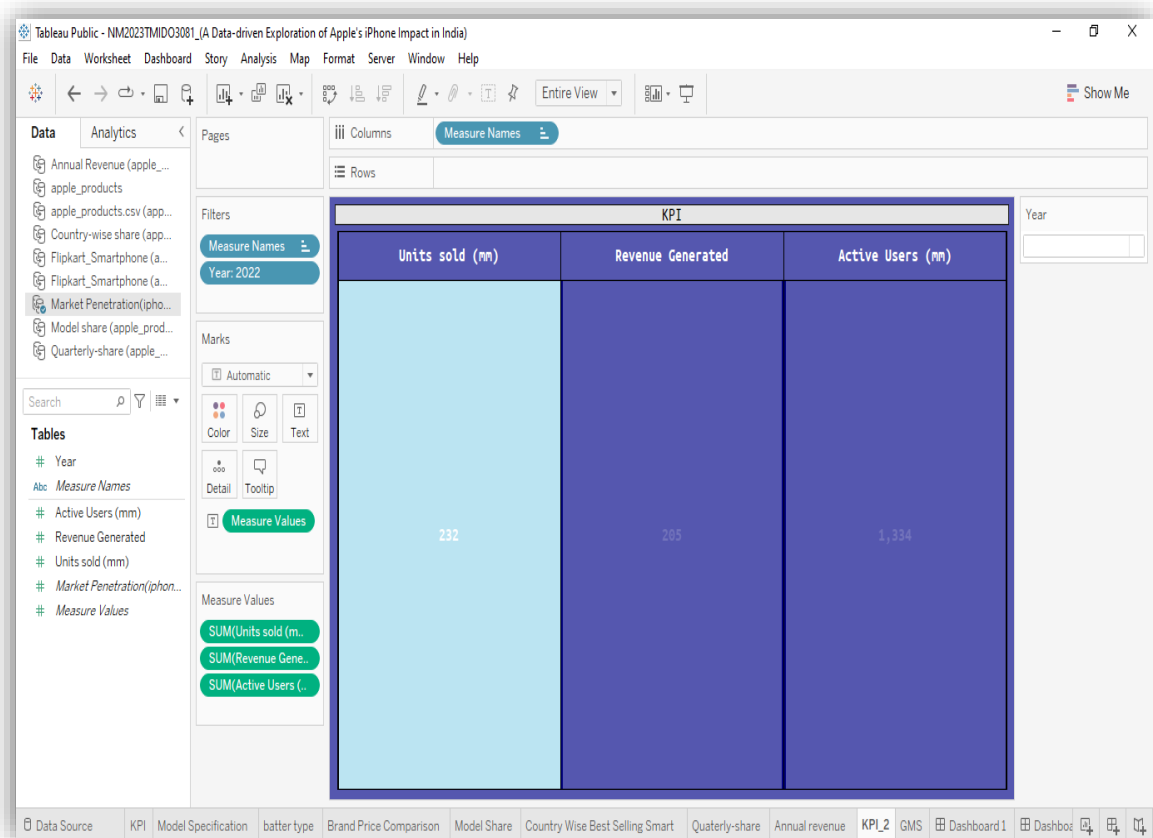 Tableau Public - NM2023TMIDO3081_(A Data-driven Exploration of Apple's iPhone Impact in India)
File Data Worksheet Dashboard Story Analysis Map Format Server Window Help
Entire View
Show Me
Data Analytics
Annual Revenue (apple_...
apple_products
apple_products.csv (app...
Country-wise share (app...
Flipkart_Smartphone (a...
Flipkart_Smartphone (a...
Market Penetration(ipho...
Model share (apple_prod...
Quarterly-share (apple_...
Search
Tables
# Year
Abc Measure Names
# Active Users (mm)
# Revenue Generated
# Units sold (mm)
# Market Penetration(iphon...
# Measure Values
Pages
Filters
Measure Names
Year: 2022
Marks
T Automatic
Color Size Text
Detail Tooltip
T Measure Values
Measure Values
SUM(Units sold (m..
SUM(Revenue Gene..
SUM(Active Users (..
iii Columns Measure Names
Rows
KPI
Units sold (mm) Revenue Generated Active Users (mm)
232 205 1,334
Year
Data Source KPI Model Specification batter type Brand Price Comparison Model Share Country Wise Best Selling Smart Quaterly-share Annual revenue KPI_2 GMS Dashboard 1 Dashboa